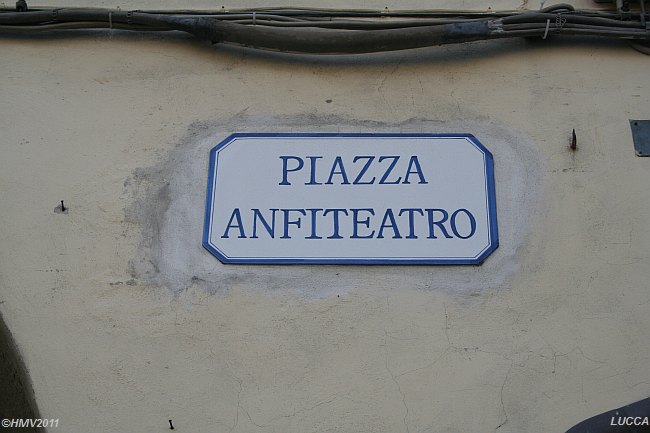 PIAZZA
ANFITEATRO
©HMV2011
LUCCA